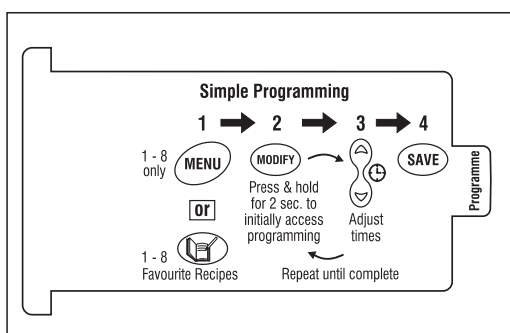 Simple Programming
1 2 3 4
1 - 8
only
MENU
or
1 - 8
Favourite Recipes
MODIFY
Press & hold
for 2 sec. to
initially access
programming
Adjust
times
Repeat until complete
SAVE
Programme